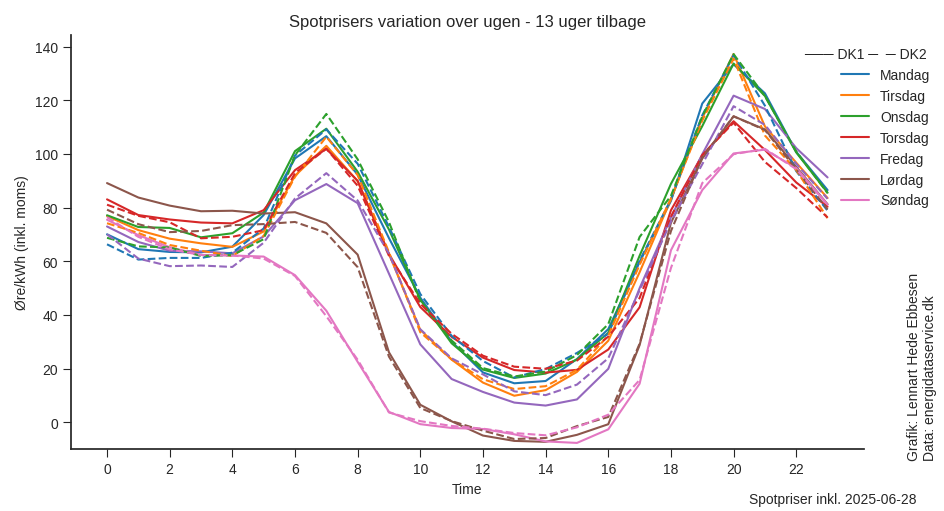 Spotprisers variation over ugen - 13 uger tilbage
Øre/kWh (inkl. moms)
140
120
100
80
60
40
20
0
0
2
4
6
8
10
12
14
16
18
20
22
Time
DK1 DK2
Mandag
Tirsdag
Onsdag
Torsdag
Fredag
Lørdag
Søndag
Grafik: Lennart Hede Ebbesen
Data: energidataservice.dk
Spotpriser inkl. 2025-06-28